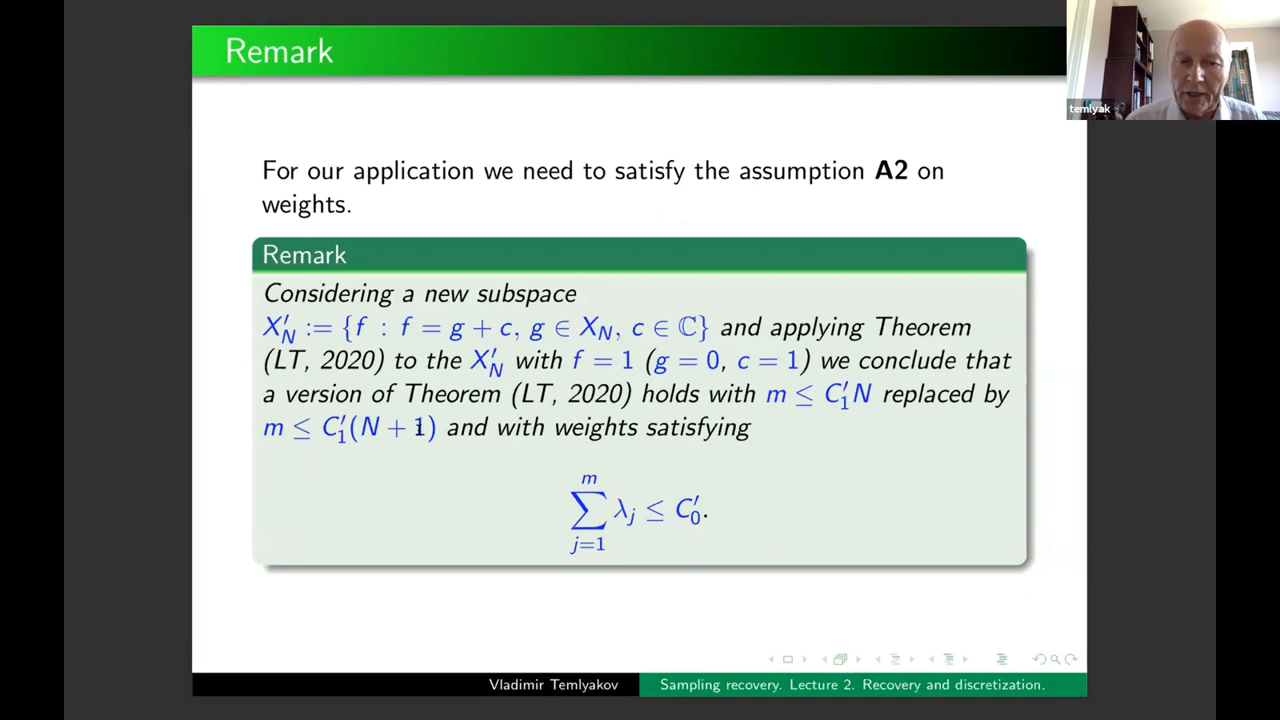 Remark
temlyak
For our application we need to satisfy the assumption A2 on
weights.
Remark
Considering a new subspace
X′_N := {f : f = g + c, g ∈ X_N, c ∈ ℂ} and applying Theorem
(LT, 2020) to the X′_N with f = 1 (g = 0, c = 1) we conclude that
a version of Theorem (LT, 2020) holds with m ≤ C′_1N replaced by
m ≤ C′_1(N + 1) and with weights satisfying
∑_{j=1}^{m} λ_j ≤ C′_0.
Vladimir Temlyakov
Sampling recovery. Lecture 2. Recovery and discretization.